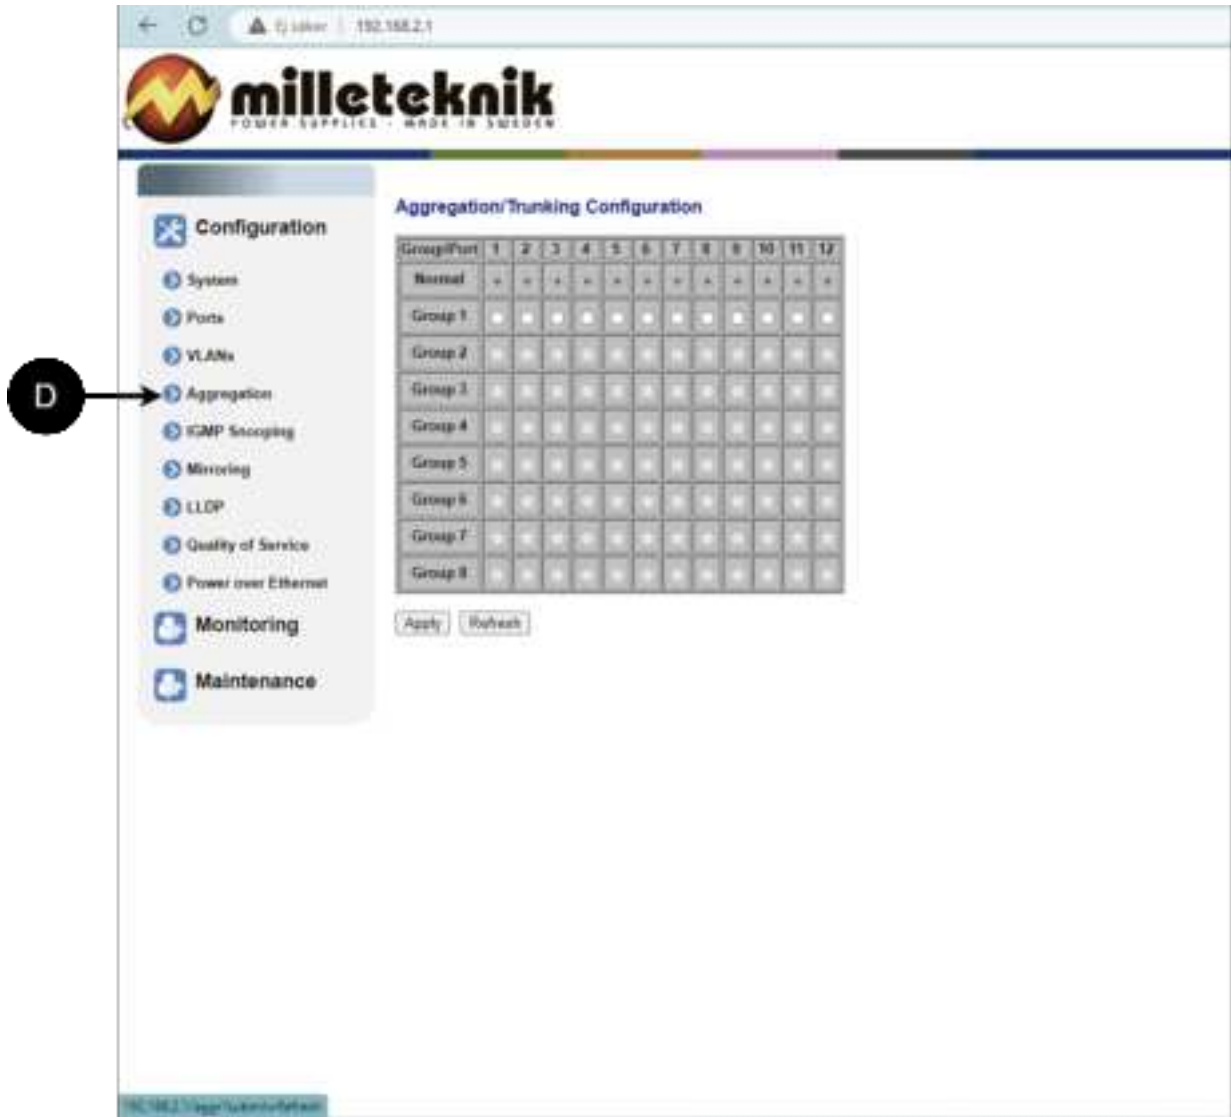 Ej säker | 192.168.2.1
milleteknik
POWER SUPPLIES - MADE IN SWEDEN
Configuration
System
Ports
VLANs
D
Aggregation
IGMP Snooping
Mirroring
LLDP
Quality of Service
Power over Ethernet
Monitoring
Maintenance
Aggregation/Trunking Configuration
Group\Port 1 2 3 4 5 6 7 8 9 10 11 12
Normal
Group 1
Group 2
Group 3
Group 4
Group 5
Group 6
Group 7
Group 8
Apply Refresh